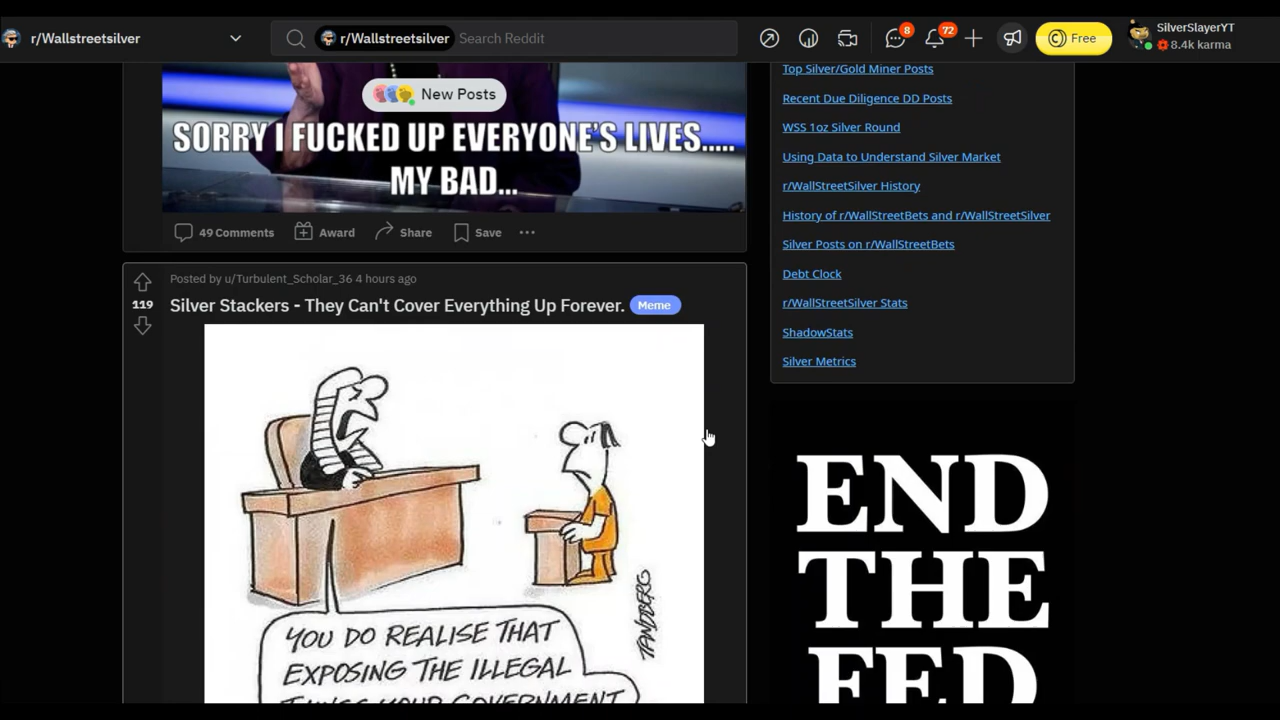 r/Wallstreetsilver
r/Wallstreetsilver Search Reddit
8
72
Free
SilverSlayerYT
8.4k karma
New Posts
SORRY I FUCKED UP EVERYONE'S LIVES.....
MY BAD...
49 Comments Award Share Save
Posted by u/Turbulent_Scholar_36 4 hours ago
119
Silver Stackers - They Can't Cover Everything Up Forever. Meme
YOU DO REALISE THAT
EXPOSING THE ILLEGAL
THINGS YOUR GOVERNMENT
TANDBERG
Top Silver/Gold Miner Posts
Recent Due Diligence DD Posts
WSS 1oz Silver Round
Using Data to Understand Silver Market
r/WallStreetSilver History
History of r/WallStreetBets and r/WallStreetSilver
Silver Posts on r/WallStreetBets
Debt Clock
r/WallStreetSilver Stats
ShadowStats
Silver Metrics
END
THE
FED